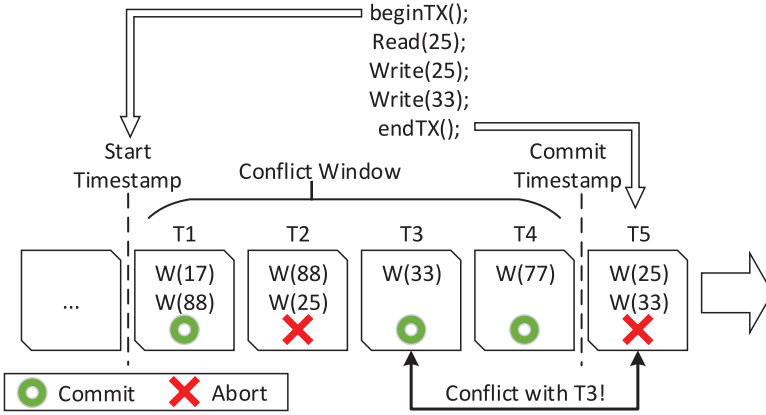 beginTX();
Read(25);
Write(25);
Write(33);
endTX();
Start
Timestamp
Conflict Window
Commit
Timestamp
T1
T2
T3
T4
T5
...
W(17)
W(88)
W(88)
W(25)
W(33)
W(77)
W(25)
W(33)
Commit
Abort
Conflict with T3!